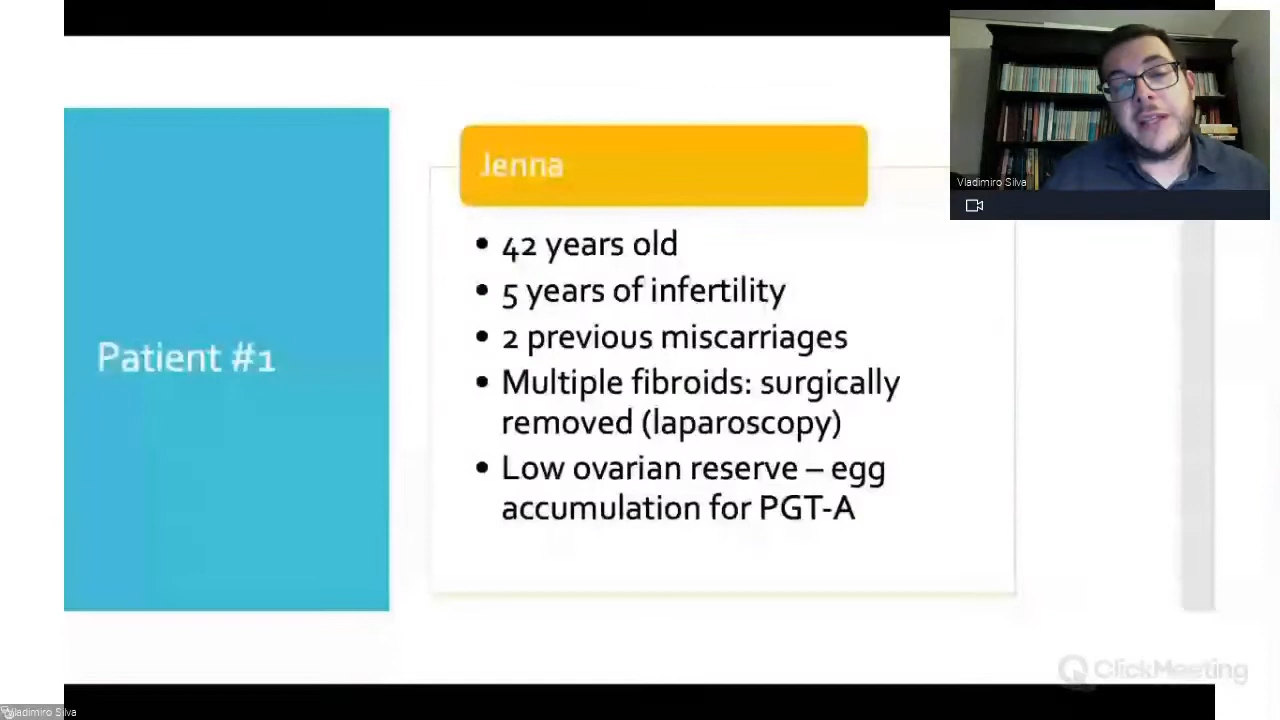 Jenna
Vladimiro Silva
• 42 years old
• 5 years of infertility
• 2 previous miscarriages
• Multiple fibroids: surgically
removed (laparoscopy)
• Low ovarian reserve – egg
accumulation for PGT-A
Patient #1
ClickMeeting
Vladimiro Silva